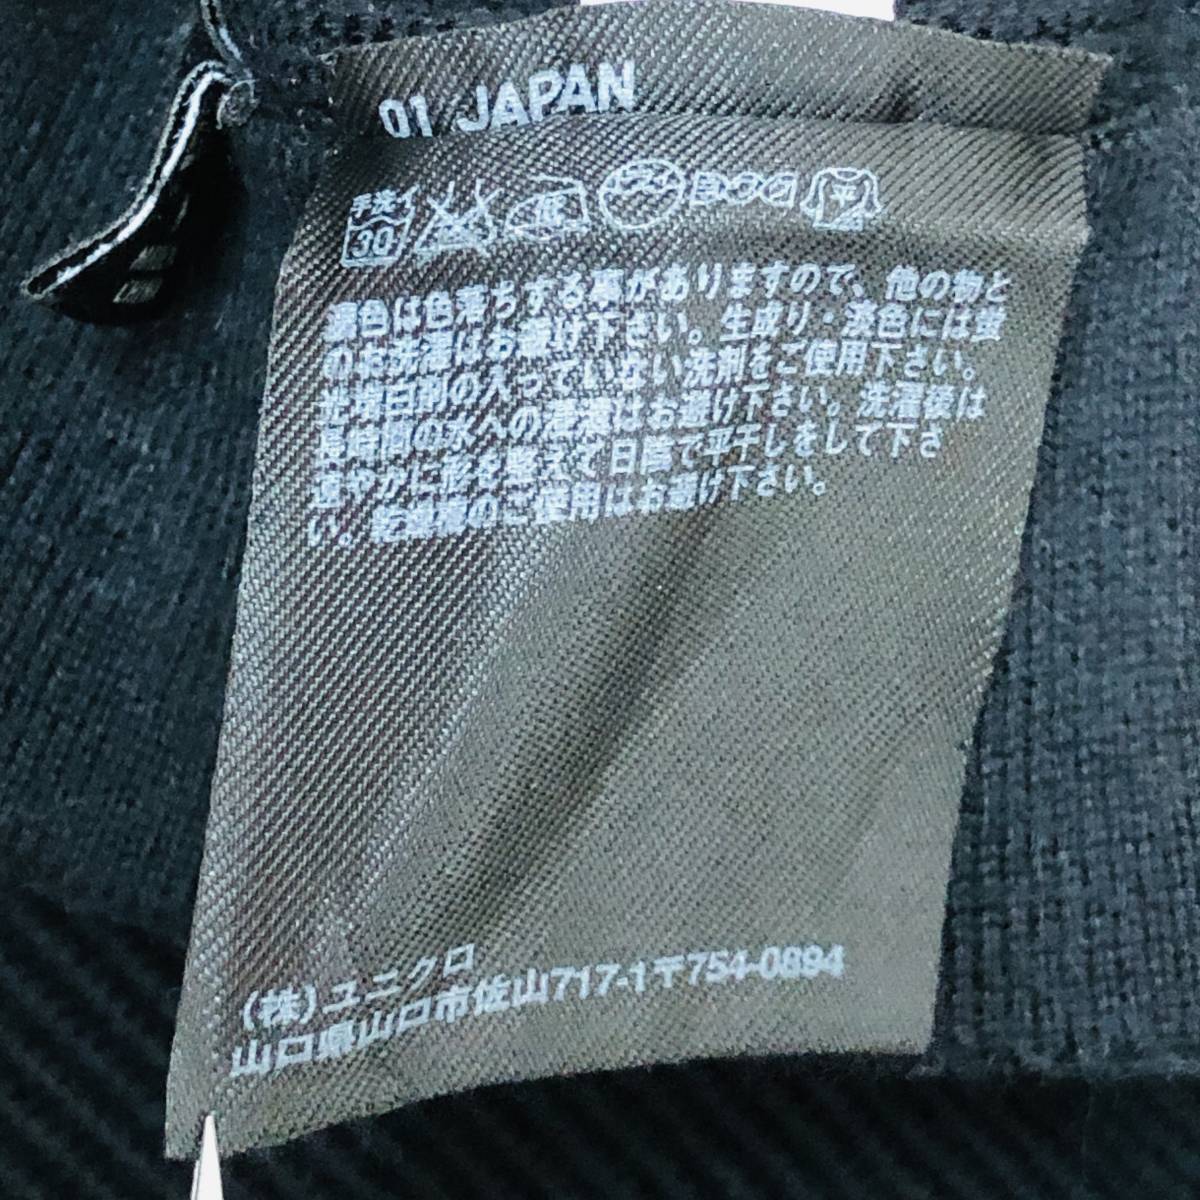 01 JAPAN
手洗イ
30 低
濃色は色落ちする事がありますので、他の物と
のお洗濯はお避け下さい。生成り・淡色には蛍
光増白剤の入っていない洗剤をご使用下さい。
長時間の水への浸漬はお避け下さい。洗濯後は
速やかに形を整えて日陰で平干しをして下さ
い。乾燥機のご使用はお避け下さい。
(株)ユニクロ
山口県山口市佐山717-1〒754-0894